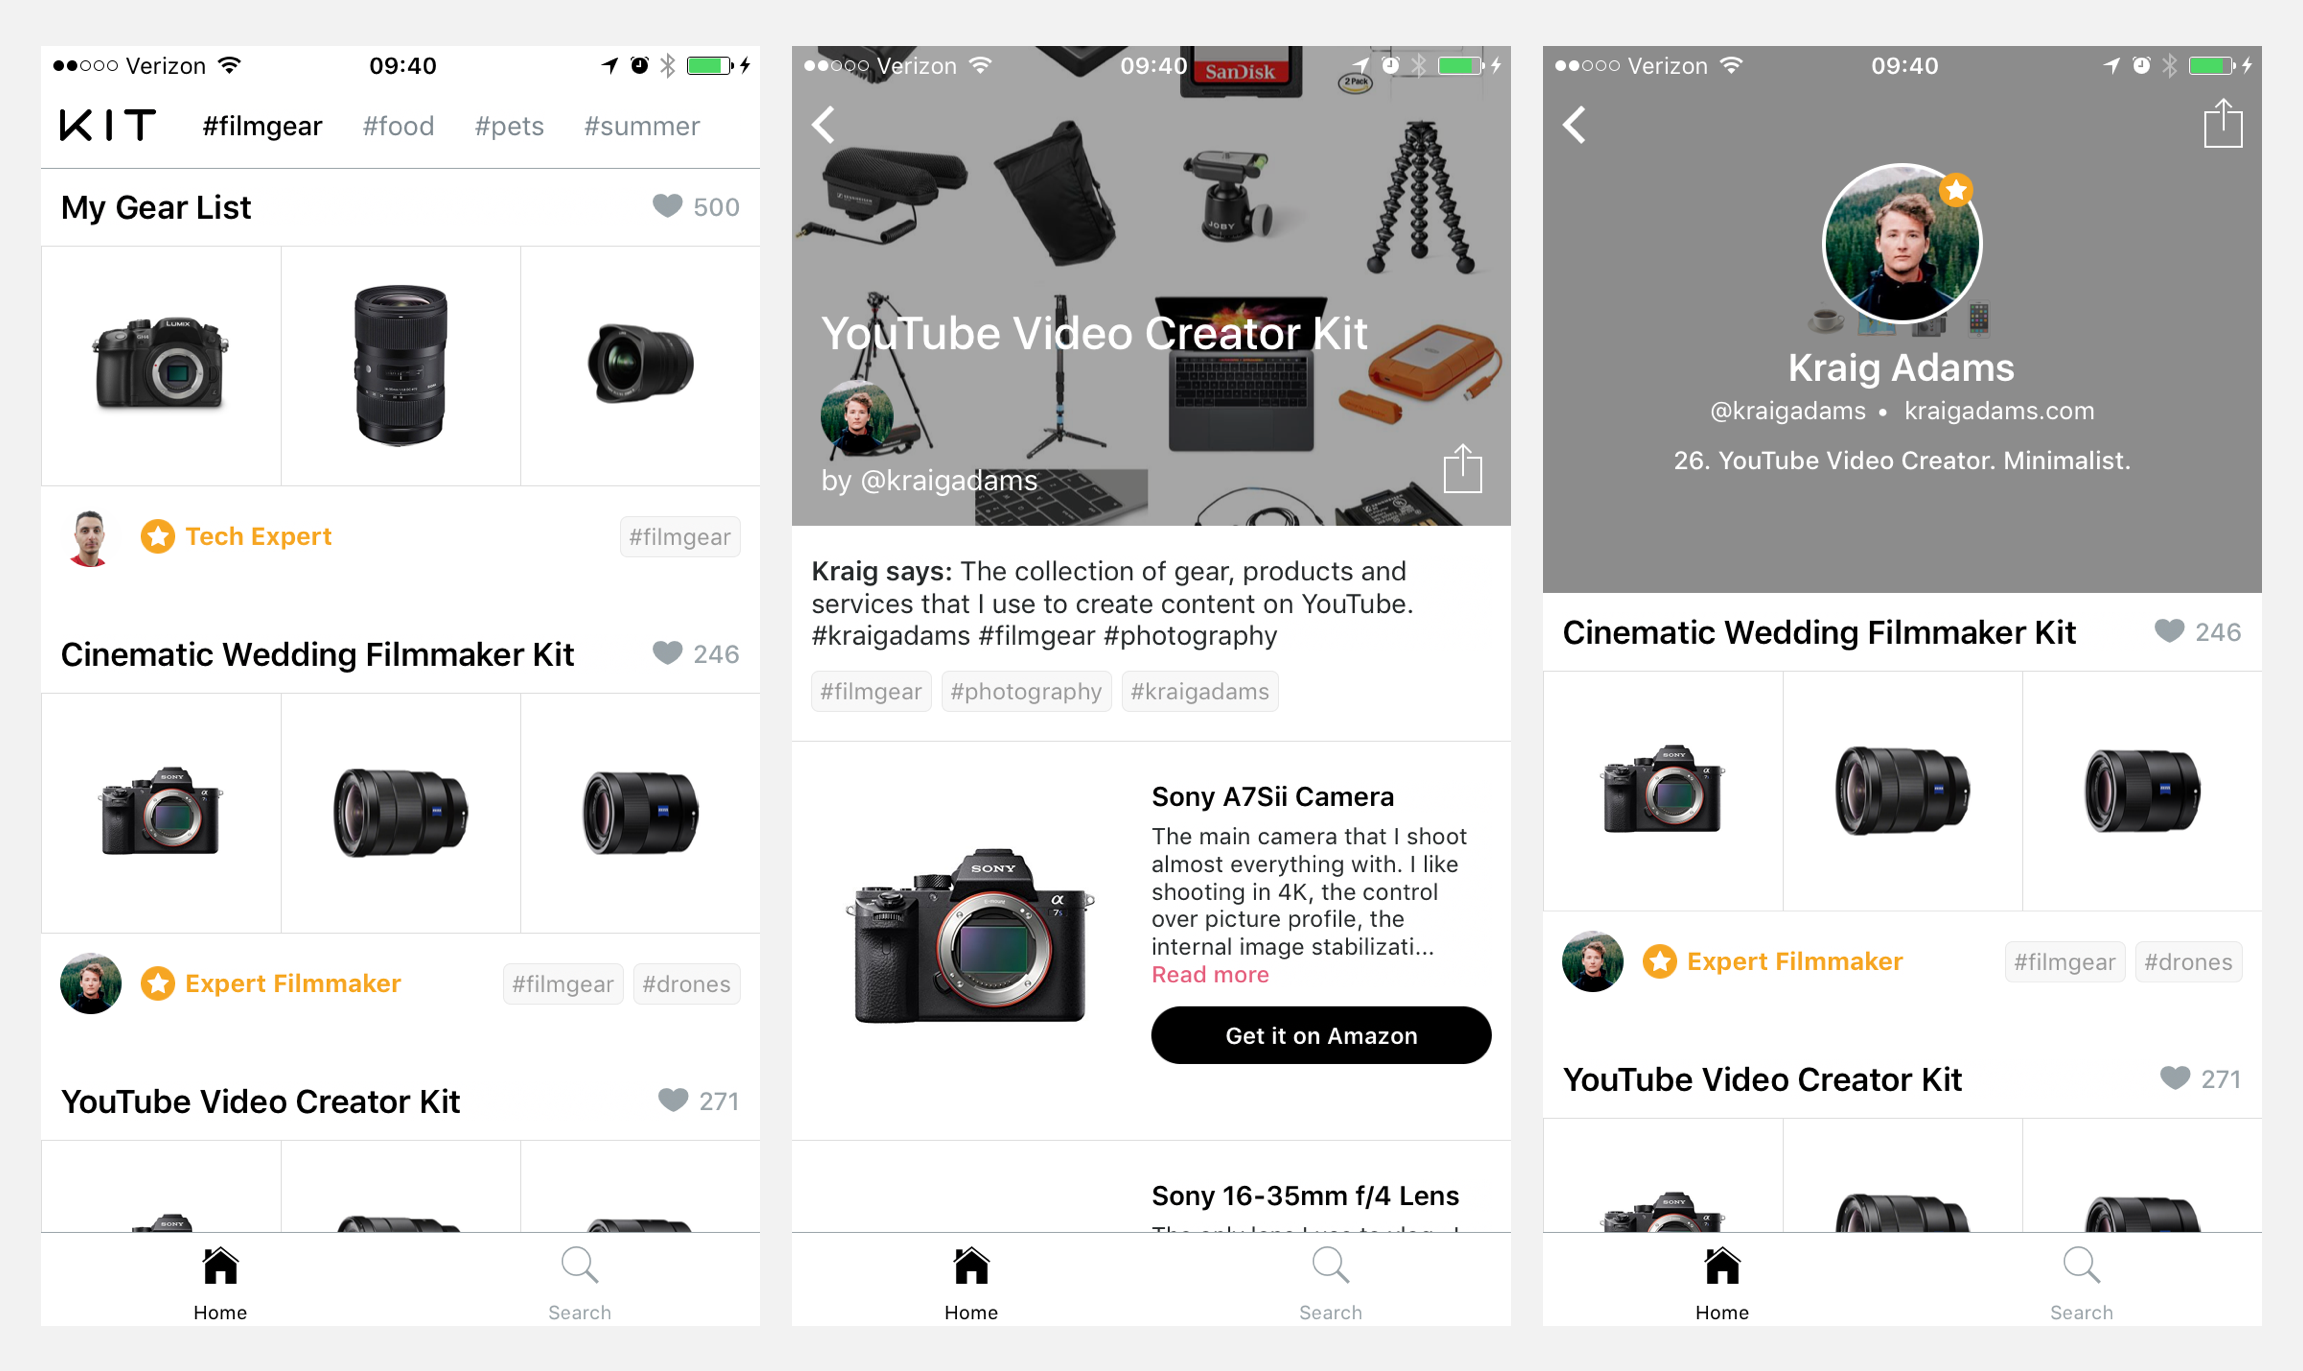 Verizon 09:40
KIT #filmgear #food #pets #summer
My Gear List 500
LUMIX
Tech Expert #filmgear
Cinematic Wedding Filmmaker Kit 246
SONY
Expert Filmmaker #filmgear #drones
YouTube Video Creator Kit 271
SONY
Home Search
Verizon 09:40
SanDisk
2 Pack
JOBY
YouTube Video Creator Kit
by @kraigadams
Kraig says: The collection of gear, products and
services that I use to create content on YouTube.
#kraigadams #filmgear #photography
#filmgear #photography #kraigadams
SONY
α
7s
Sony A7Sii Camera
The main camera that I shoot
almost everything with. I like
shooting in 4K, the control
over picture profile, the
internal image stabilizati...
Read more
Get it on Amazon
Sony 16-35mm f/4 Lens
The only lens I use to vlog. I
Home Search
Verizon 09:40
Kraig Adams
@kraigadams • kraigadams.com
26. YouTube Video Creator. Minimalist.
Cinematic Wedding Filmmaker Kit 246
SONY
Expert Filmmaker #filmgear #drones
YouTube Video Creator Kit 271
SONY
Home Search